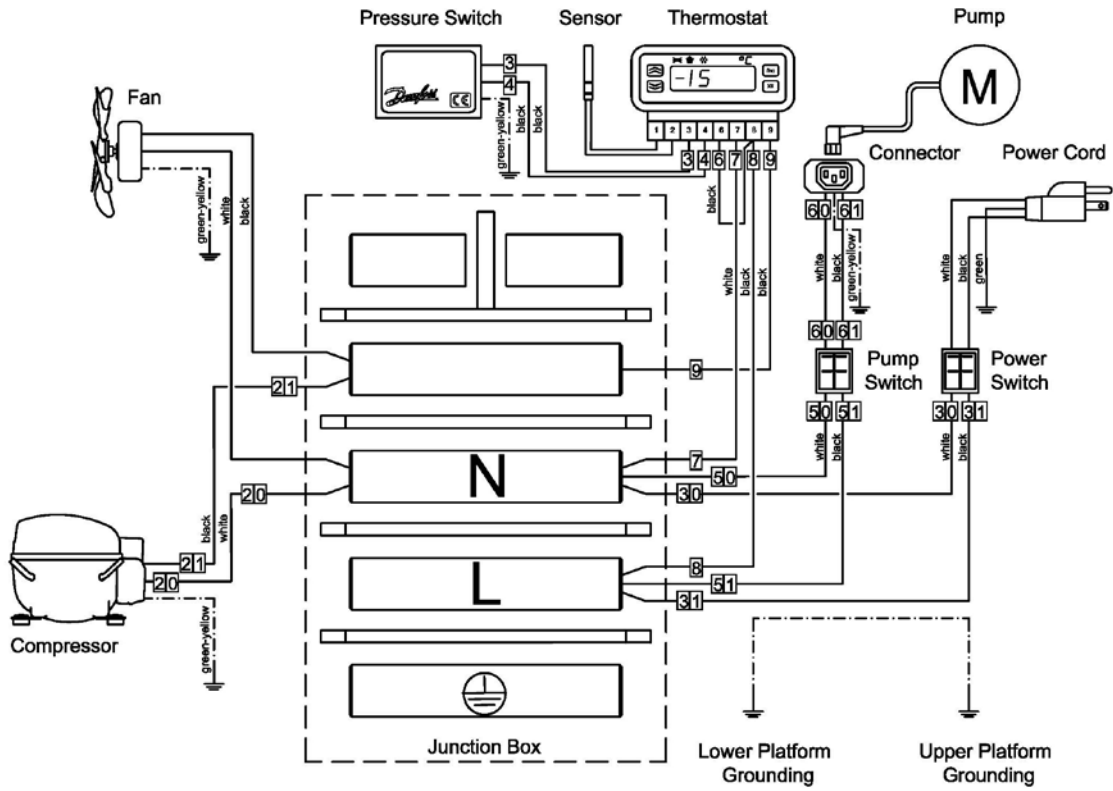 Pressure Switch
Sensor
Thermostat
Pump
Fan
3
4
Danfoss
CE
green-yellow
black
black
°C
-15
M
Connector
Power Cord
1 2 3 4 6 7 8 9
3 4 6 7 8 9
black
green-yellow
white
black
white
black
black
60 61
white
black
green-yellow
white
black
green
60 61
Pump
Switch
Power
Switch
9
21
50 51
30 31
white
black
white
black
N
7
50
30
20
black
white
21
20
L
8
51
31
Compressor
green-yellow
Junction Box
Lower Platform
Grounding
Upper Platform
Grounding